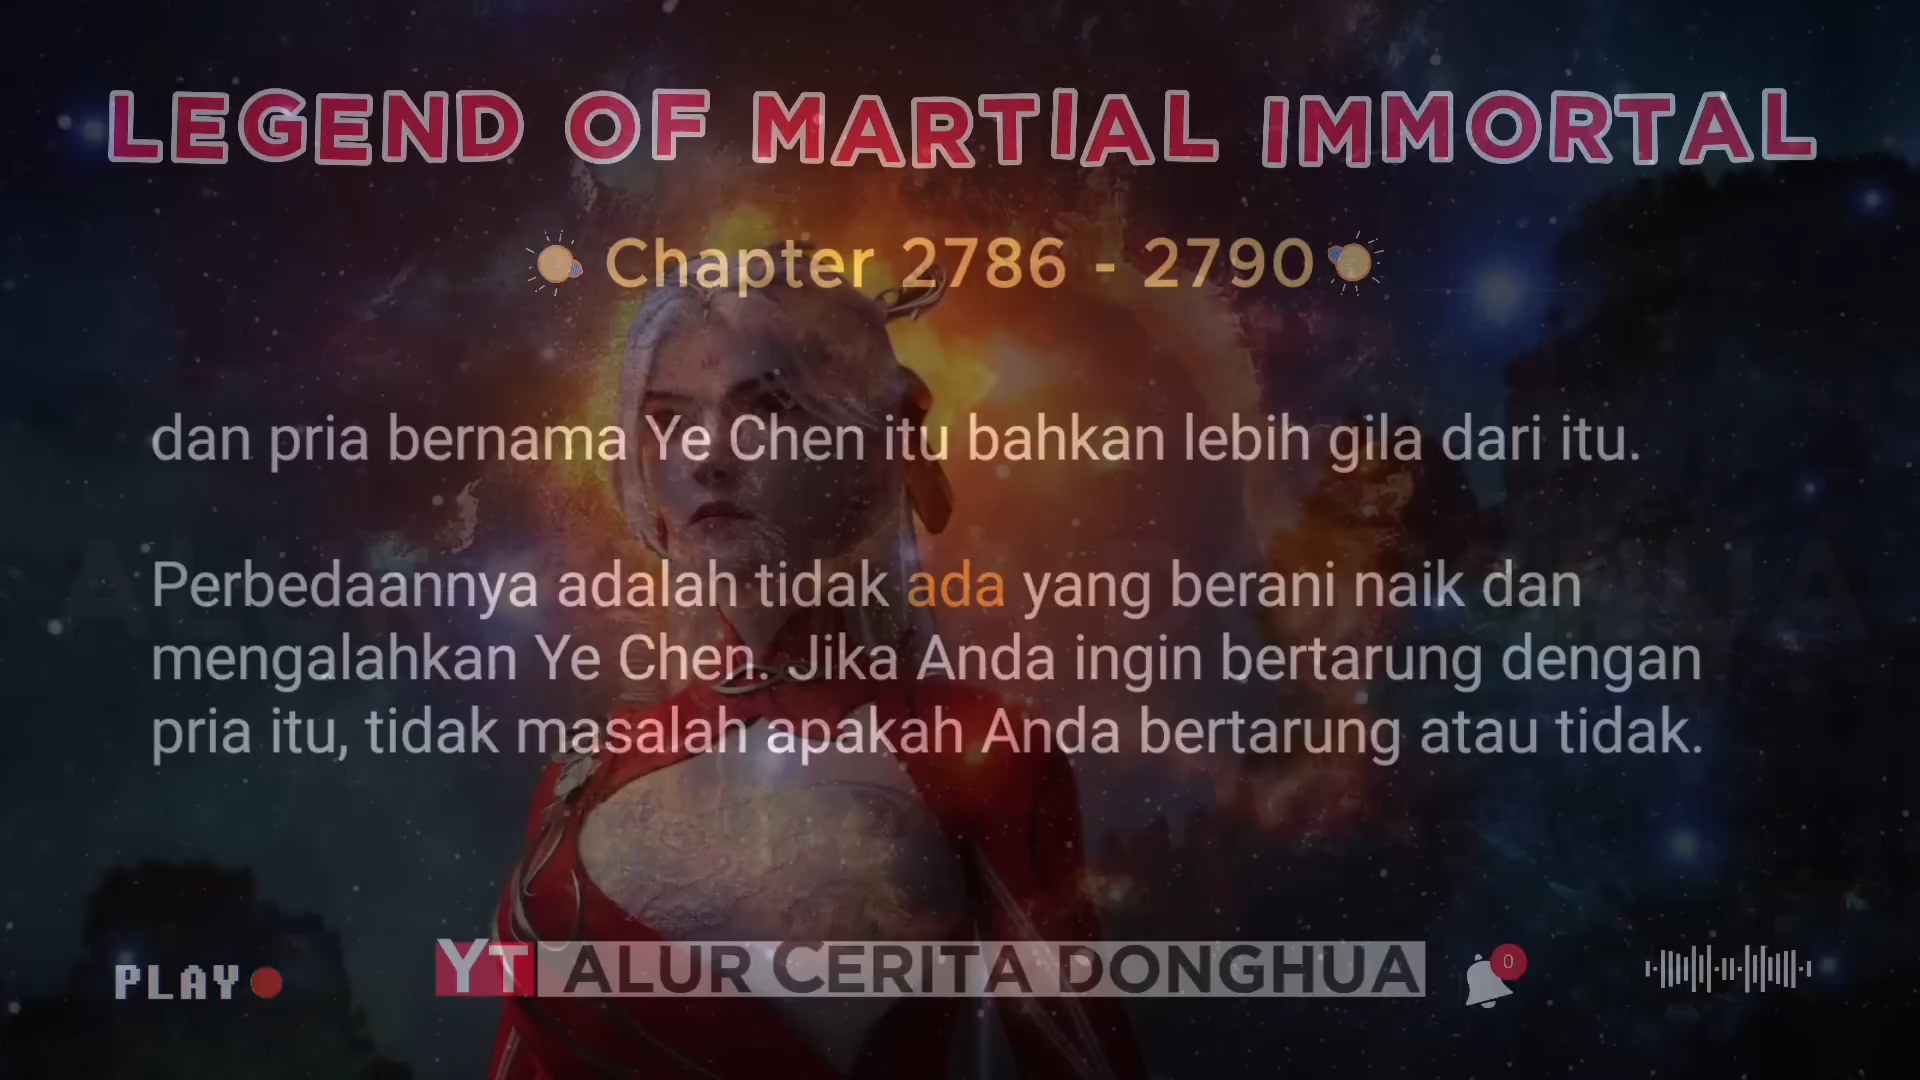 LEGEND OF MARTIAL IMMORTAL
Chapter 2786 - 2790
dan pria bernama Ye Chen itu bahkan lebih gila dari itu.
Perbedaannya adalah tidak ada yang berani naik dan
mengalahkan Ye Chen. Jika Anda ingin bertarung dengan
pria itu, tidak masalah apakah Anda bertarung atau tidak.
PLAY
YT ALUR CERITA DONGHUA
0